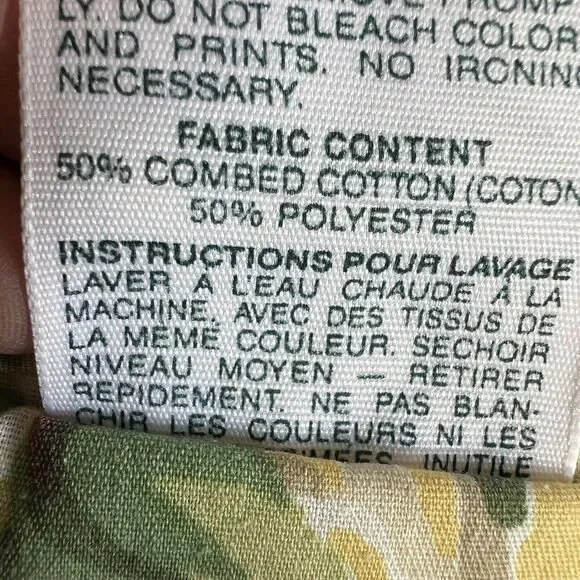 LY. DO NOT BLEACH COLOR
AND PRINTS. NO IRONING
NECESSARY.
FABRIC CONTENT
50% COMBED COTTON (COTON
50% POLYESTER
INSTRUCTIONS POUR LAVAGE
LAVER À L'EAU CHAUDE À LA
MACHINE, AVEC DES TISSUS DE
LA MEME COULEUR. SECHOIR
NIVEAU MOYEN — RETIRER
REPIDEMENT. NE PAS BLAN-
CHIR LES COULEURS NI LES
INUTILE